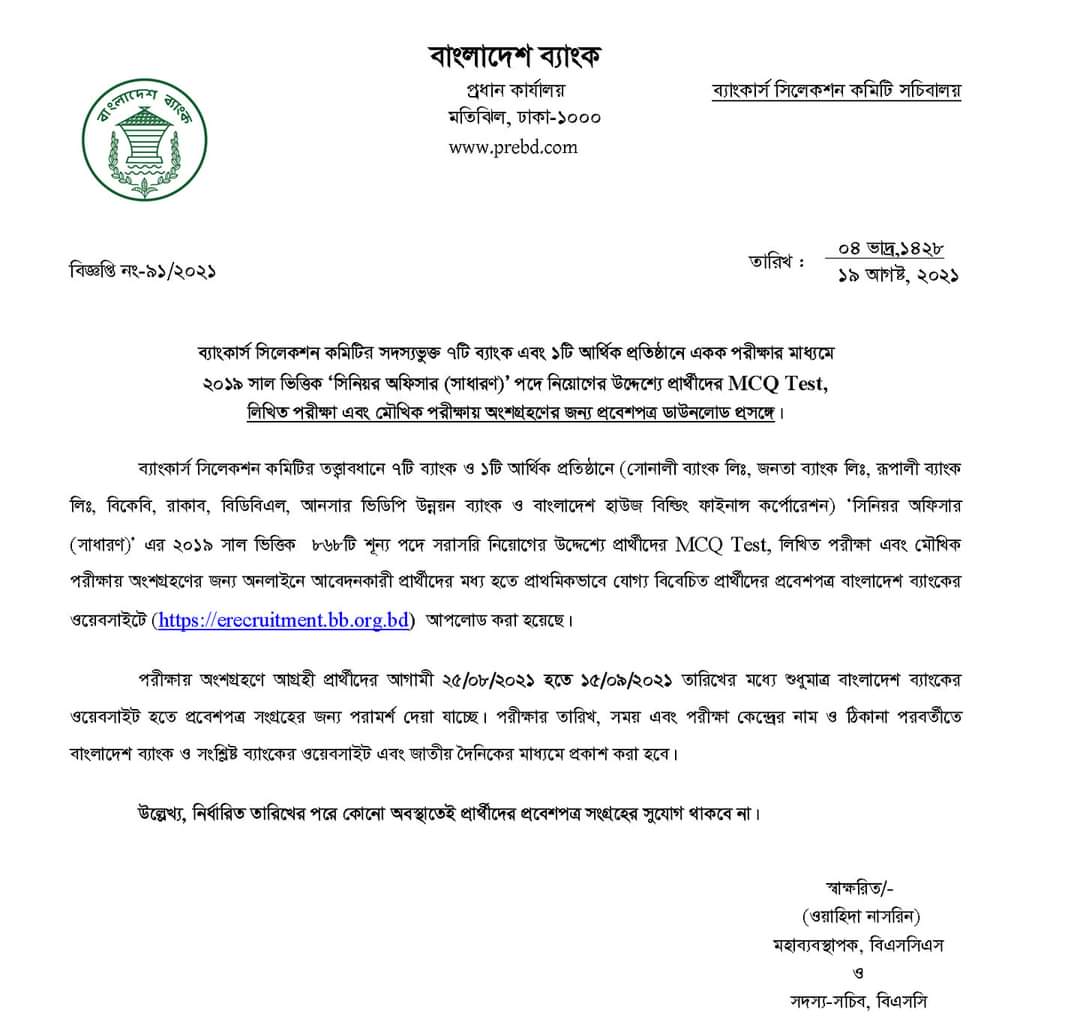 বাংলাদেশ ব্যাংক
প্রধান কার্যালয়
মতিঝিল, ঢাকা-১০০০
www.prebd.com
ব্যাংকার্স সিলেকশন কমিটি সচিবালয়
বাংলাদেশ ব্যাংক
বিজ্ঞপ্তি নং-৯১/২০২১
তারিখ :
০৪ ভাদ্র,১৪২৮
১৯ আগষ্ট, ২০২১
ব্যাংকার্স সিলেকশন কমিটির সদস্যভুক্ত ৭টি ব্যাংক এবং ১টি আর্থিক প্রতিষ্ঠানে একক পরীক্ষার মাধ্যমে
২০১৯ সাল ভিত্তিক ‘সিনিয়র অফিসার (সাধারণ)’ পদে নিয়োগের উদ্দেশ্যে প্রার্থীদের MCQ Test,
লিখিত পরীক্ষা এবং মৌখিক পরীক্ষায় অংশগ্রহণের জন্য প্রবেশপত্র ডাউনলোড প্রসঙ্গে।
ব্যাংকার্স সিলেকশন কমিটির তত্ত্বাবধানে ৭টি ব্যাংক ও ১টি আর্থিক প্রতিষ্ঠানে (সোনালী ব্যাংক লিঃ, জনতা ব্যাংক লিঃ, রূপালী ব্যাংক
লিঃ, বিকেবি, রাকাব, বিডিবিএল, আনসার ভিডিপি উন্নয়ন ব্যাংক ও বাংলাদেশ হাউজ বিল্ডিং ফাইনান্স কর্পোরেশন) ‘সিনিয়র অফিসার
(সাধারণ)’ এর ২০১৯ সাল ভিত্তিক ৮৬৮টি শূন্য পদে সরাসরি নিয়োগের উদ্দেশ্যে প্রার্থীদের MCQ Test, লিখিত পরীক্ষা এবং মৌখিক
পরীক্ষায় অংশগ্রহণের জন্য অনলাইনে আবেদনকারী প্রার্থীদের মধ্য হতে প্রাথমিকভাবে যোগ্য বিবেচিত প্রার্থীদের প্রবেশপত্র বাংলাদেশ ব্যাংকের
ওয়েবসাইটে (https://erecruitment.bb.org.bd) আপলোড করা হয়েছে।
পরীক্ষায় অংশগ্রহণে আগ্রহী প্রার্থীদের আগামী ২৫/০৮/২০২১ হতে ১৫/০৯/২০২১ তারিখের মধ্যে শুধুমাত্র বাংলাদেশ ব্যাংকের
ওয়েবসাইট হতে প্রবেশপত্র সংগ্রহের জন্য পরামর্শ দেয়া যাচ্ছে। পরীক্ষার তারিখ, সময় এবং পরীক্ষা কেন্দ্রের নাম ও ঠিকানা পরবর্তীতে
বাংলাদেশ ব্যাংক ও সংশ্লিষ্ট ব্যাংকের ওয়েবসাইট এবং জাতীয় দৈনিকের মাধ্যমে প্রকাশ করা হবে।
উল্লেখ্য, নির্ধারিত তারিখের পরে কোনো অবস্থাতেই প্রার্থীদের প্রবেশপত্র সংগ্রহের সুযোগ থাকবে না।
স্বাক্ষরিত/-
(ওয়াহিদা নাসরিন)
মহাব্যবস্থাপক, বিএসসিএস
ও
সদস্য-সচিব, বিএসসি